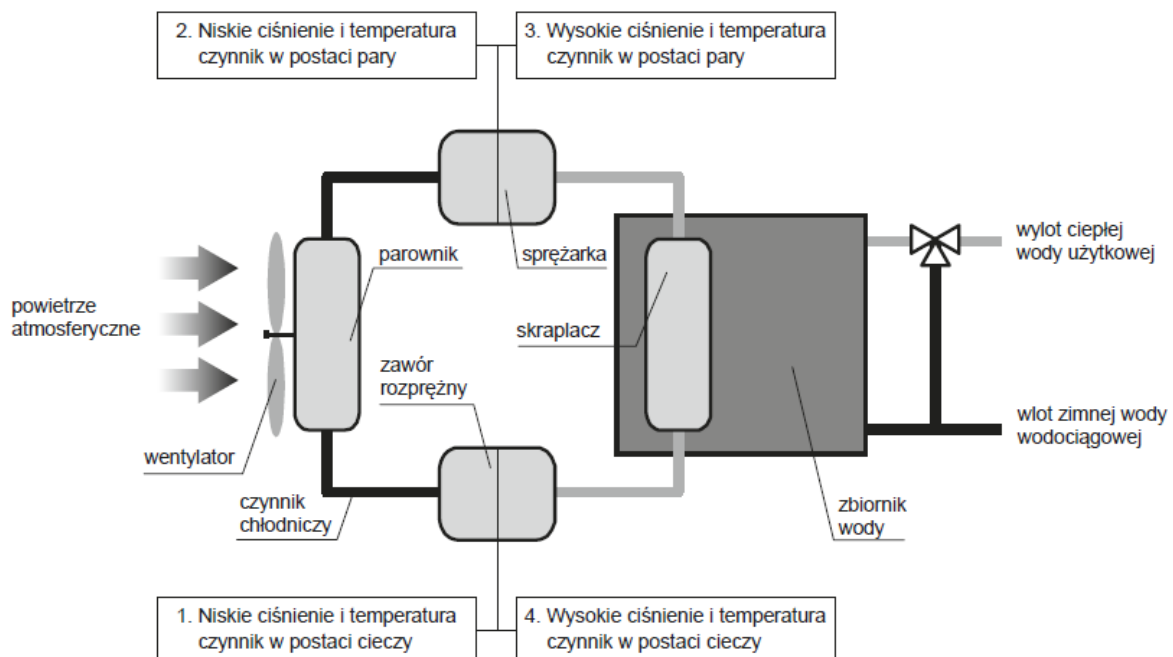 2. Niskie ciśnienie i temperatura
czynnik w postaci pary
3. Wysokie ciśnienie i temperatura
czynnik w postaci pary
parownik
sprężarka
wylot ciepłej
wody użytkowej
powietrze
atmosferyczne
skraplacz
zawór
rozprężny
wlot zimnej wody
wodociągowej
wentylator
czynnik
chłodniczy
zbiornik
wody
1. Niskie ciśnienie i temperatura
czynnik w postaci cieczy
4. Wysokie ciśnienie i temperatura
czynnik w postaci cieczy